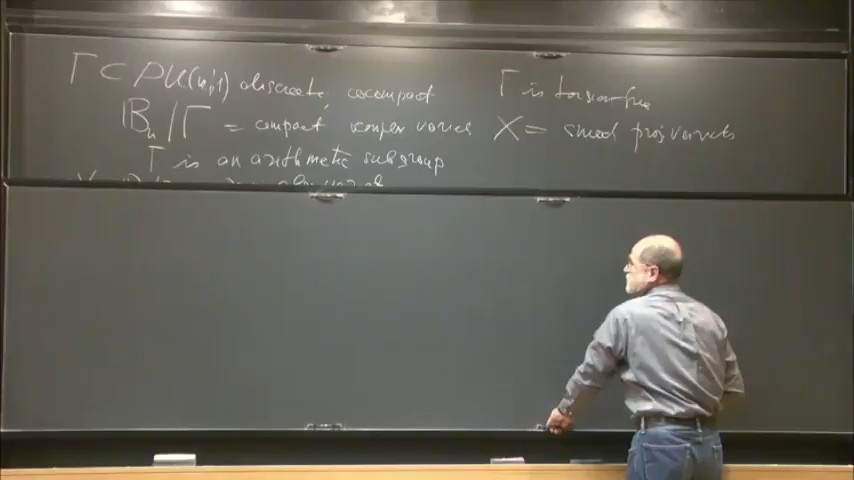 Γ ⊂ PU(n,1) discrete, cocompact Γ is torsion-free
𝔹ₙ/Γ = compact complex variety X = smooth proj variety
Γ is an arithmetic subgroup